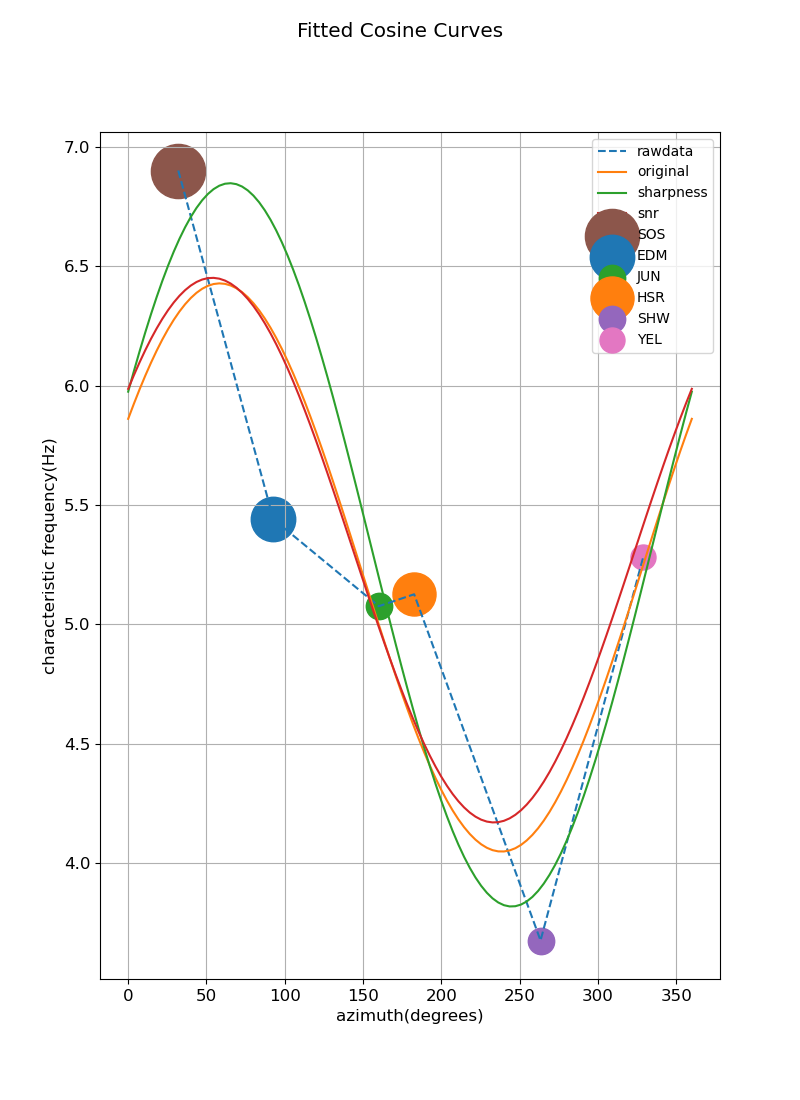 Fitted Cosine Curves
7.0
6.5
6.0
5.5
5.0
4.5
4.0
characteristic frequency(Hz)
rawdata
original
sharpness
snr
SOS
EDM
JUN
HSR
SHW
YEL
0 50 100 150 200 250 300 350
azimuth(degrees)